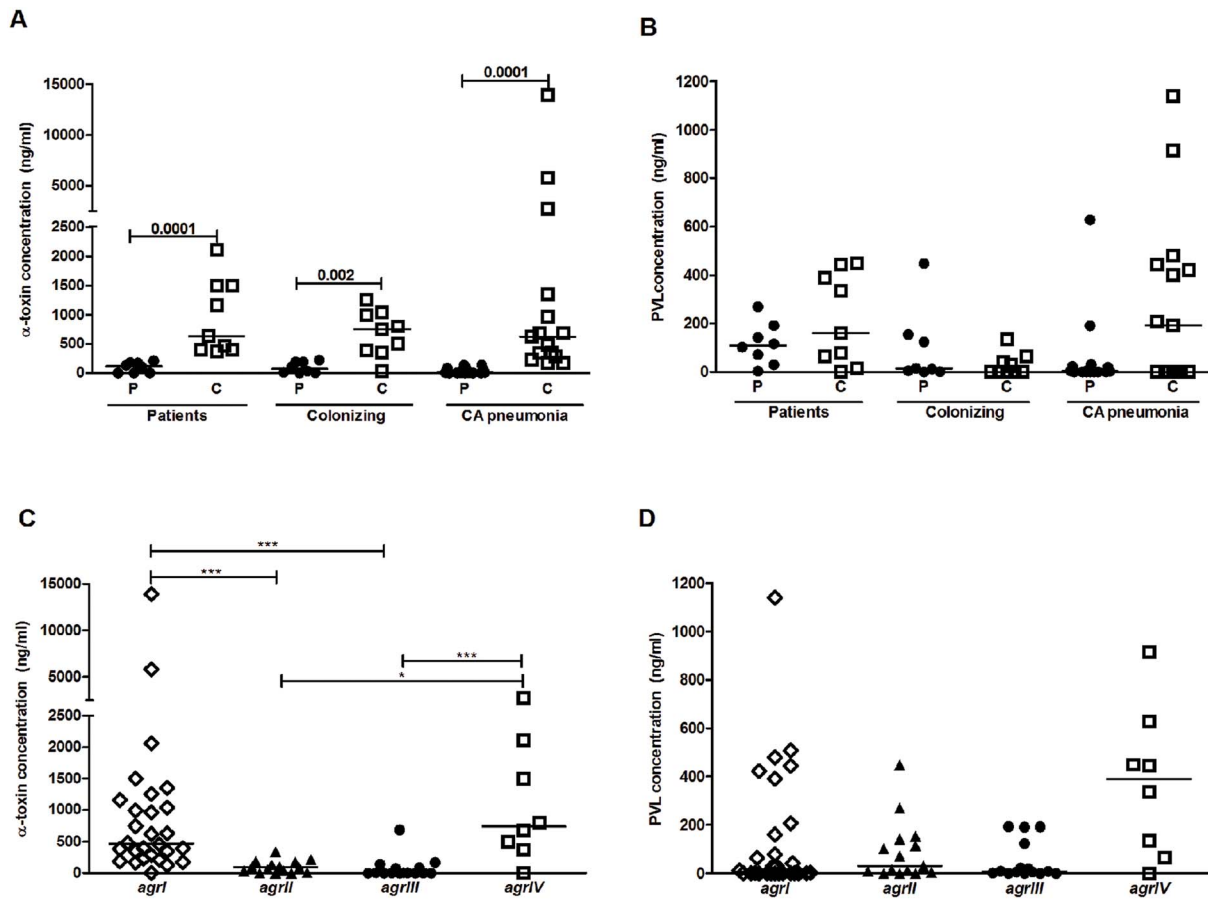 A
B
α-toxin concentration (ng/ml)
15000
10000
5000
2500
2000
1500
1000
500
0
0.0001
0.002
0.0001
P C P C P C
Patients Colonizing CA pneumonia
PVLconcentration (ng/ml)
1200
1000
800
600
400
200
0
P C P C P C
Patients Colonizing CA pneumonia
C
D
α-toxin concentration (ng/ml)
15000
10000
5000
2500
2000
1500
1000
500
0
***
***
***
*
agrI agrII agrIII agrIV
PVL concentration (ng/ml)
1200
1000
800
600
400
200
0
agrI agrII agrIII agrIV